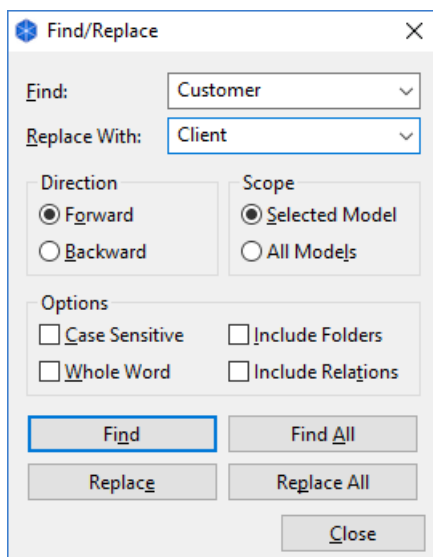 Find/Replace
Find: Customer
Replace With: Client
Direction Scope
Forward Selected Model
Backward All Models
Options
Case Sensitive Include Folders
Whole Word Include Relations
Find Find All
Replace Replace All
Close